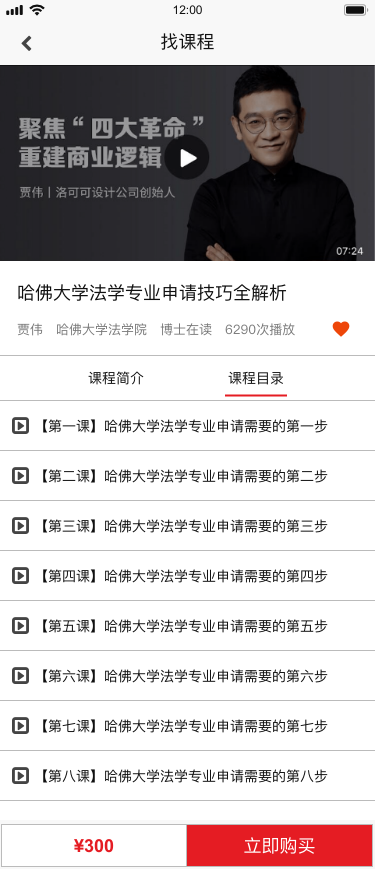 12:00
找课程
聚焦“四大革命”
重建商业逻辑
贾伟丨洛可可设计公司创始人
07:24
哈佛大学法学专业申请技巧全解析
贾伟 哈佛大学法学院 博士在读 6290次播放
课程简介 课程目录
【第一课】哈佛大学法学专业申请需要的第一步
【第二课】哈佛大学法学专业申请需要的第二步
【第三课】哈佛大学法学专业申请需要的第三步
【第四课】哈佛大学法学专业申请需要的第四步
【第五课】哈佛大学法学专业申请需要的第五步
【第六课】哈佛大学法学专业申请需要的第六步
【第七课】哈佛大学法学专业申请需要的第七步
【第八课】哈佛大学法学专业申请需要的第八步
¥300 立即购买